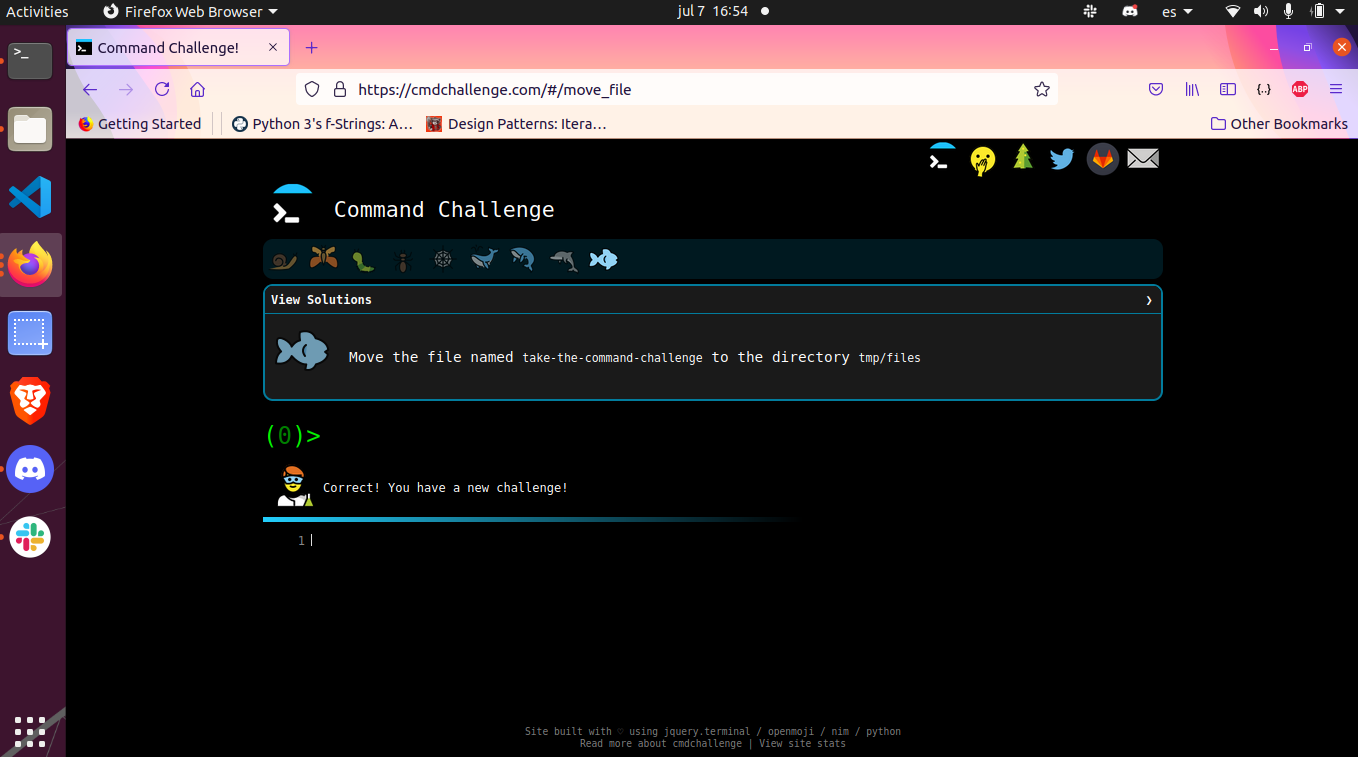 Activities
Firefox Web Browser
jul 7 16:54
es
Command Challenge!
https://cmdchallenge.com/#/move_file
{..}
ABP
Getting Started
Python 3's f-Strings: A…
Design Patterns: Itera…
Other Bookmarks
Command Challenge
View Solutions
Move the file named take-the-command-challenge to the directory tmp/files
(0)>
Correct! You have a new challenge!
1
Site built with ♡ using jquery.terminal / openmoji / nim / python
Read more about cmdchallenge | View site stats